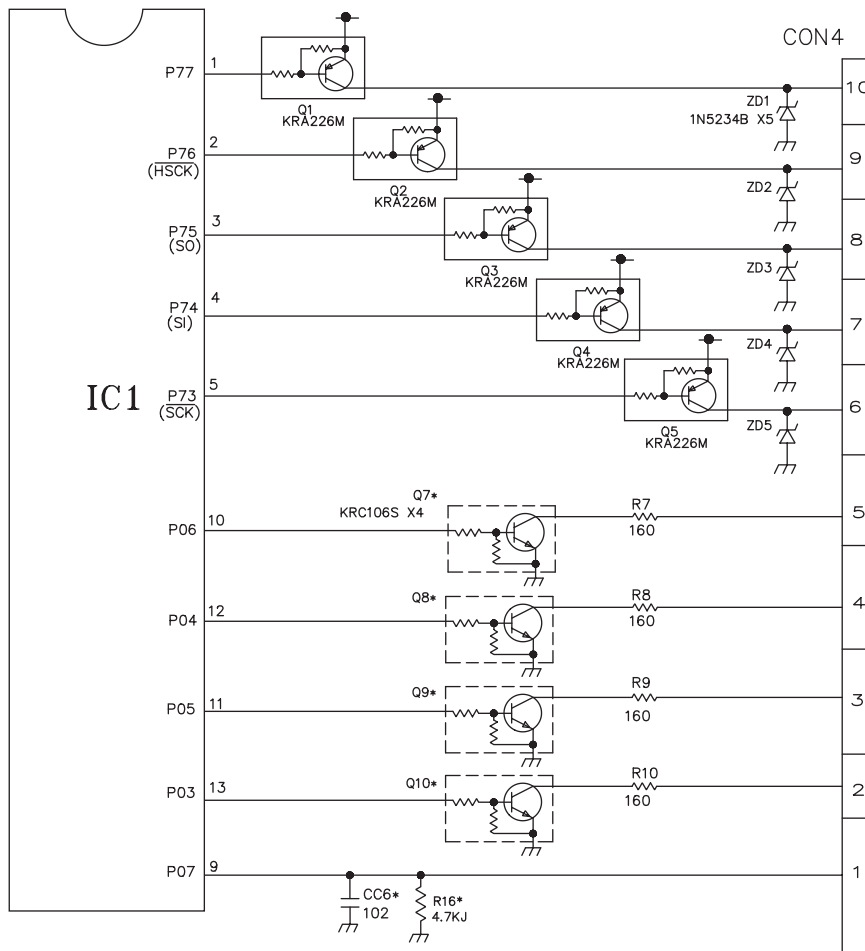 CON4
P77
1
Q1
KRA226M
ZD1
1N5234B X5
10
P76
(HSCK)
2
Q2
KRA226M
ZD2
9
P75
(SO)
3
Q3
KRA226M
ZD3
8
P74
(SI)
4
Q4
KRA226M
ZD4
7
IC1
P73
(SCK)
5
Q5
KRA226M
ZD5
6
P06
10
Q7*
KRC106S X4
R7
160
5
P04
12
Q8*
R8
160
4
P05
11
Q9*
R9
160
3
P03
13
Q10*
R10
160
2
P07
9
CC6*
102
R16*
4.7KJ
1